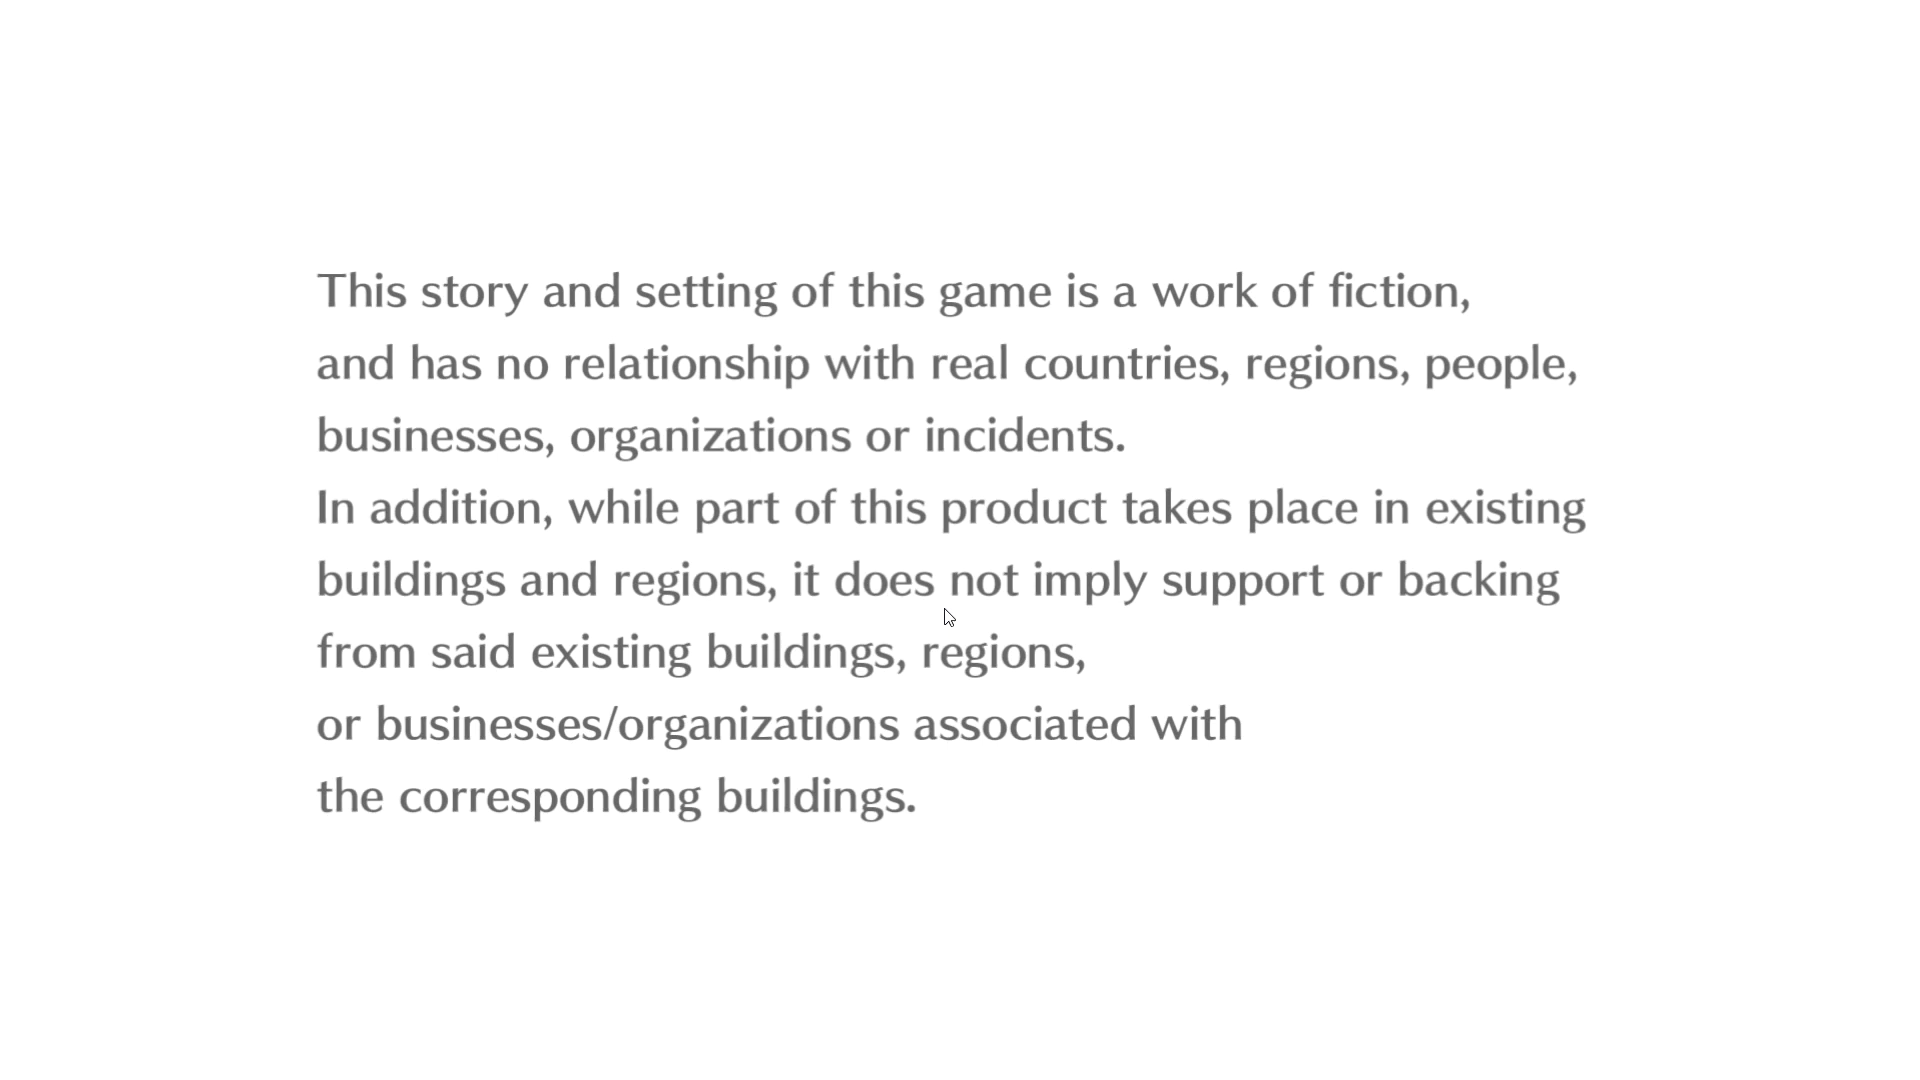 This story and setting of this game is a work of fiction,
and has no relationship with real countries, regions, people,
businesses, organizations or incidents.
In addition, while part of this product takes place in existing
buildings and regions, it does not imply support or backing
from said existing buildings, regions,
or businesses/organizations associated with
the corresponding buildings.